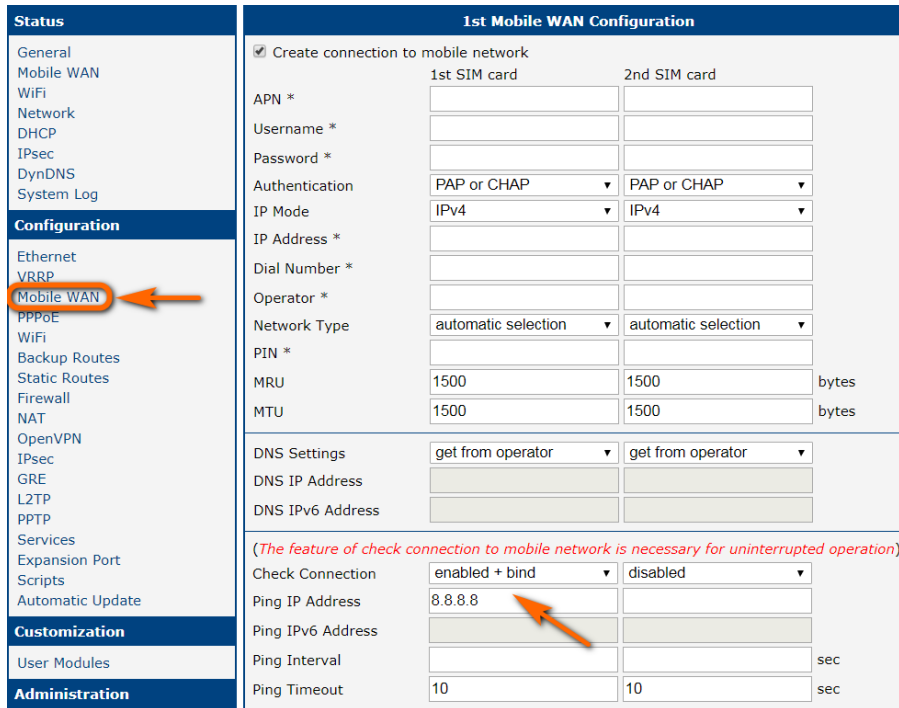 Status
General
Mobile WAN
WiFi
Network
DHCP
IPsec
DynDNS
System Log
Configuration
Ethernet
VRRP
Mobile WAN
PPPoE
WiFi
Backup Routes
Static Routes
Firewall
NAT
OpenVPN
IPsec
GRE
L2TP
PPTP
Services
Expansion Port
Scripts
Automatic Update
Customization
User Modules
Administration
1st Mobile WAN Configuration
Create connection to mobile network
1st SIM card 2nd SIM card
APN *
Username *
Password *
Authentication PAP or CHAP PAP or CHAP
IP Mode IPv4 IPv4
IP Address *
Dial Number *
Operator *
Network Type automatic selection automatic selection
PIN *
MRU 1500 1500 bytes
MTU 1500 1500 bytes
DNS Settings get from operator get from operator
DNS IP Address
DNS IPv6 Address
(The feature of check connection to mobile network is necessary for uninterrupted operation)
Check Connection enabled + bind disabled
Ping IP Address 8.8.8.8
Ping IPv6 Address
Ping Interval sec
Ping Timeout 10 10 sec